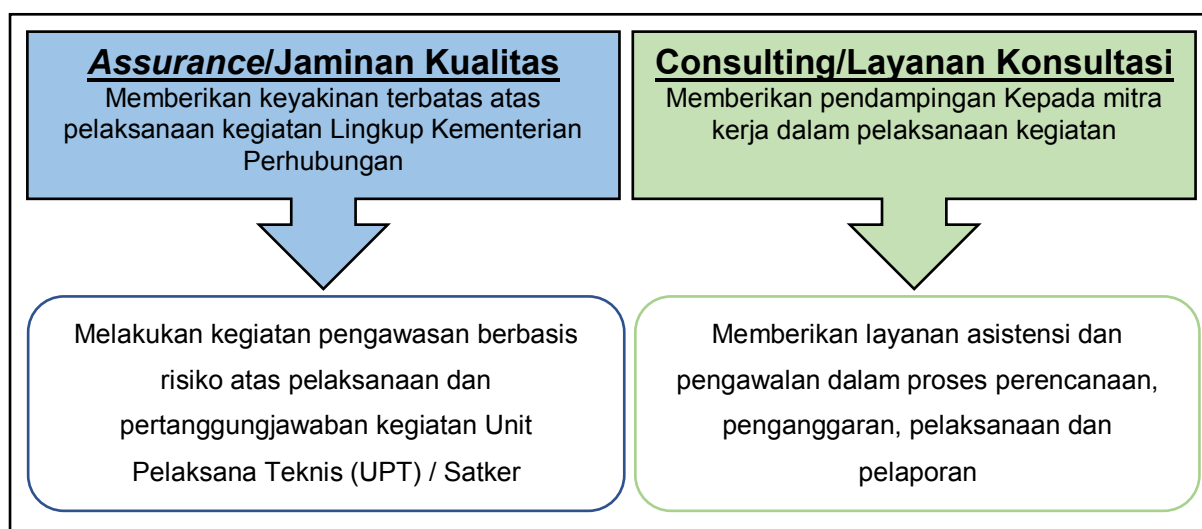 Assurance/Jaminan Kualitas
Memberikan keyakinan terbatas atas
pelaksanaan kegiatan Lingkup Kementerian
Perhubungan
Consulting/Layanan Konsultasi
Memberikan pendampingan Kepada mitra
kerja dalam pelaksanaan kegiatan
Melakukan kegiatan pengawasan berbasis
risiko atas pelaksanaan dan
pertanggungjawaban kegiatan Unit
Pelaksana Teknis (UPT) / Satker
Memberikan layanan asistensi dan
pengawalan dalam proses perencanaan,
penganggaran, pelaksanaan dan
pelaporan